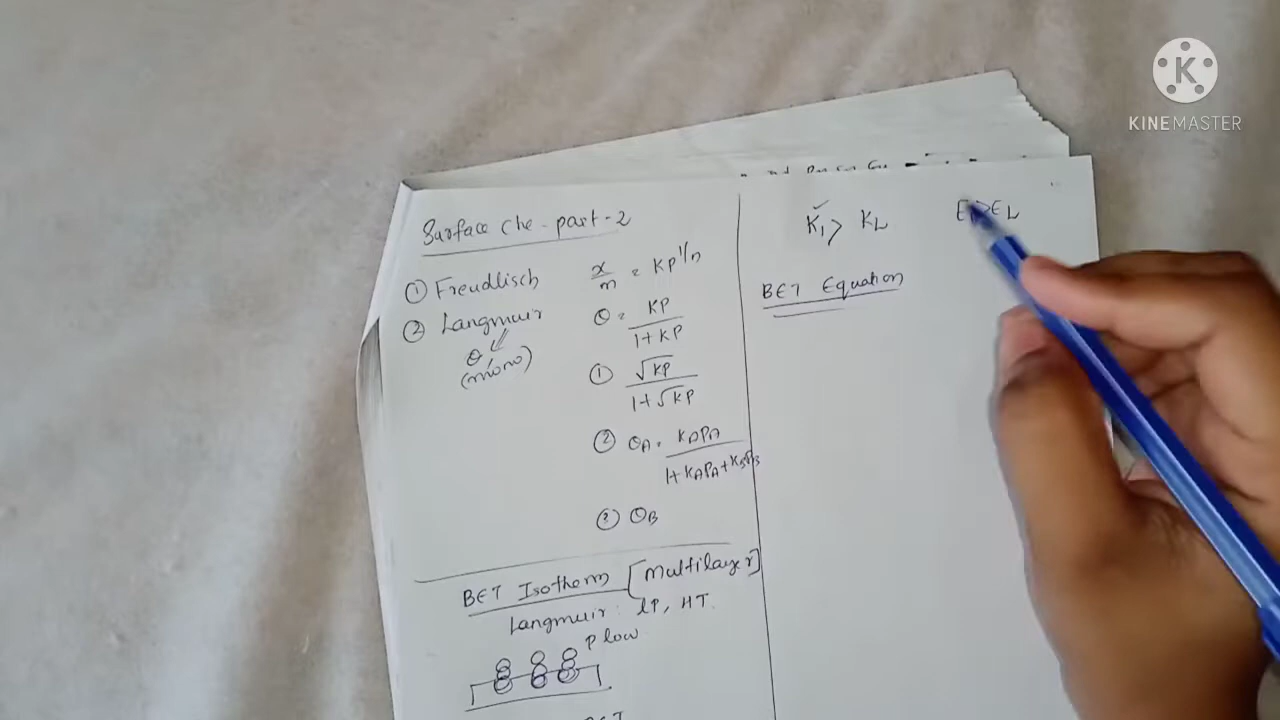 KINEMASTER
Surface Che - part - 2
① Freudlisch x/m = KP^1/n
② Langmuir θ = KP / 1 + KP
θ
(mono)
① √KP / 1 + √KP
② θA = KAPA / 1 + KAPA + KBPB
② θB
BET Isotherm [Multilayer]
Langmuir : LP, HT.
P low
K1 > KL
BET Equation